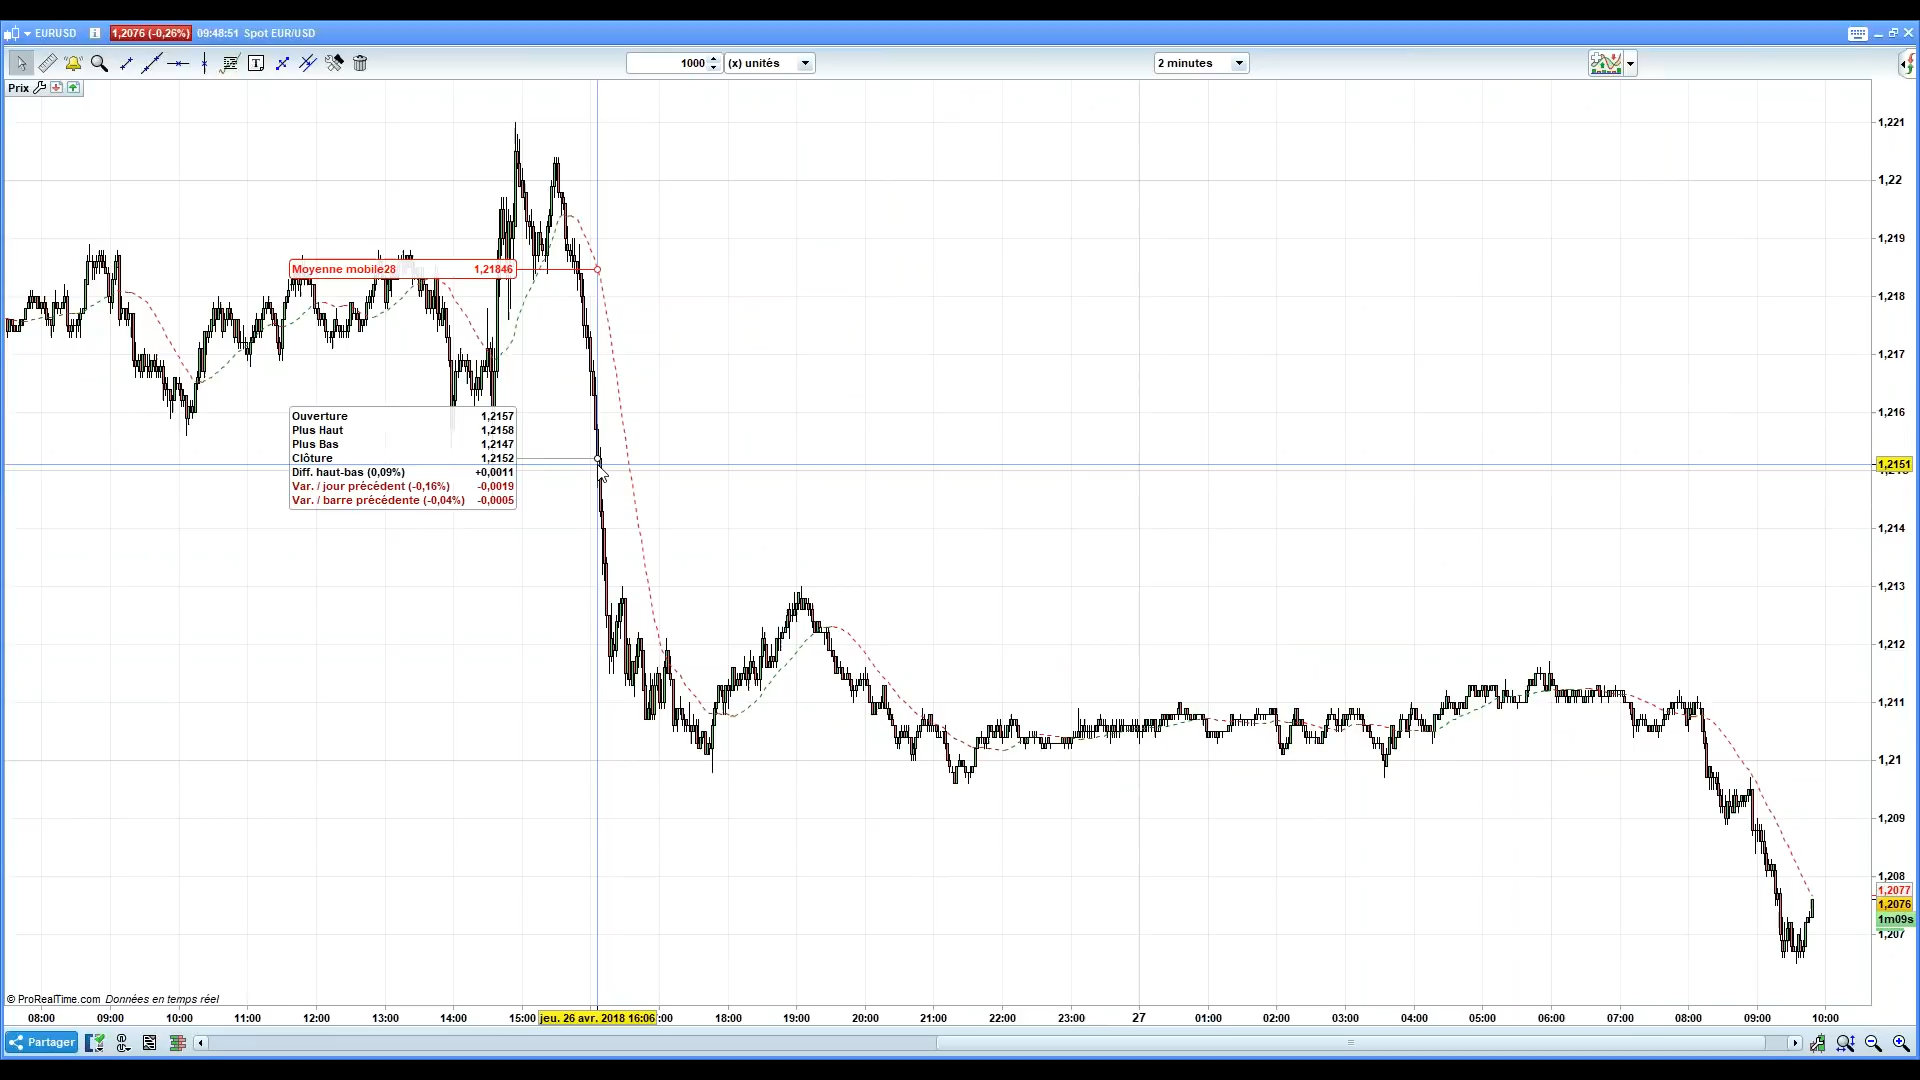 EURUSD 1,2076 (-0,26%) 09:48:51 Spot EUR/USD
1000 (x) unités 2 minutes
Prix
1,221
1,22
1,219
Moyenne mobile28 1,21846
1,218
1,217
1,216
Ouverture 1,2157
Plus Haut 1,2158
Plus Bas 1,2147
Clôture 1,2152
1,2151
Diff. haut-bas (0,09%) +0,0011
Var. / jour précédent (-0,16%) -0,0019
Var. / barre précédente (-0,04%) -0,0005
1,214
1,213
1,212
1,211
1,21
1,209
1,208
1,2077
1,2076
1m09s
1,207
© ProRealTime.com Données en temps réel
08:00 09:00 10:00 11:00 12:00 13:00 14:00 15:00 jeu. 26 avr. 2018 16:06 :00 18:00 19:00 20:00 21:00 22:00 23:00 27 01:00 02:00 03:00 04:00 05:00 06:00 07:00 08:00 09:00 10:00
Partager